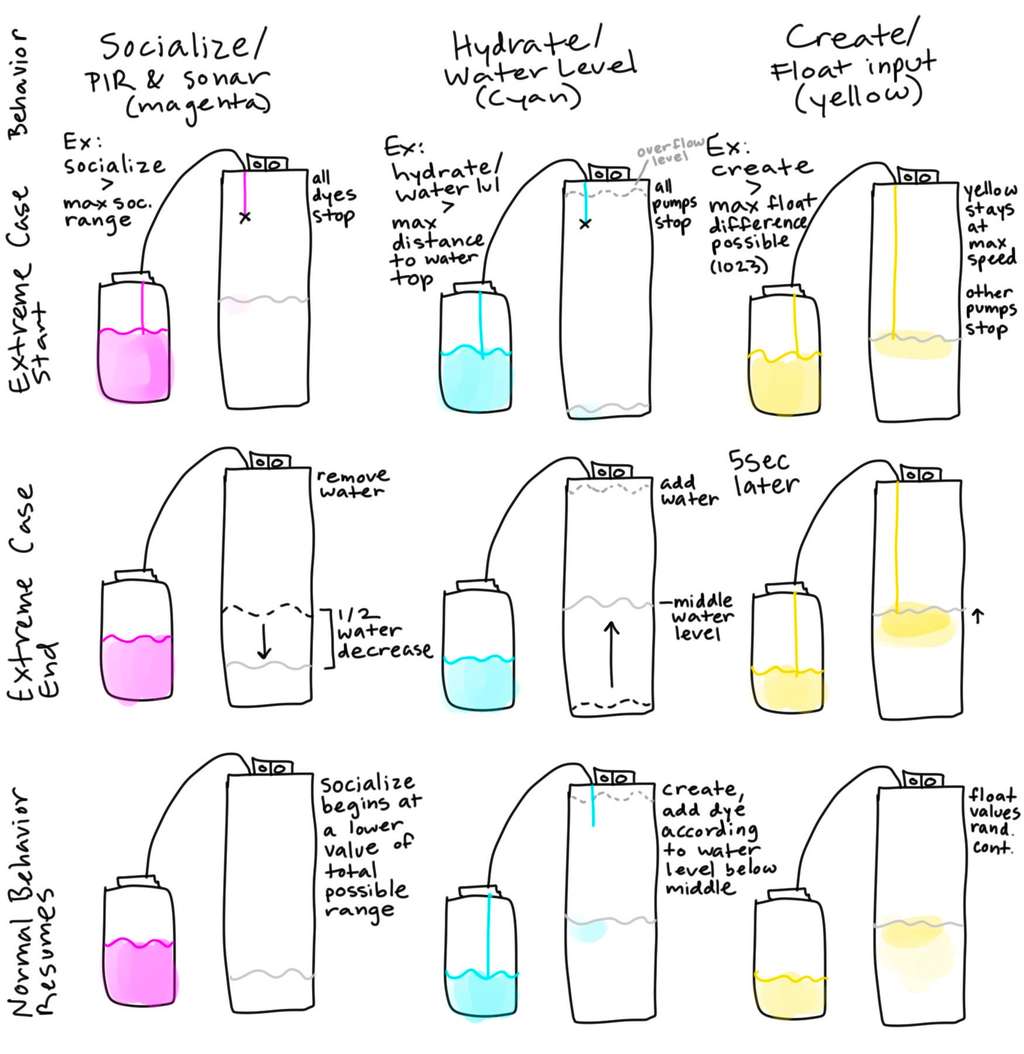 Behavior
Socialize/
PIR & sonar
(magenta)
Hydrate/
Water Level
(Cyan)
Create/
Float input
(yellow)
Extreme Case
Start
Ex:
socialize
>
max soc.
range
all
dyes
stop
Ex:
hydrate/
water lvl
>
max
distance
to water
top
overflow
level
all
pumps
stop
Ex:
create
>
max float
difference
possible
(1023)
yellow
stays
at
max
speed
other
pumps
stop
Extreme Case
End
remove
water
1/2
water
decrease
add
water
-middle
water
level
5sec
later
Normal Behavior
Resumes
socialize
begins at
a lower
value of
total
possible
range
create,
add dye
according
to water
level below
middle
float
values
rand.
cont.